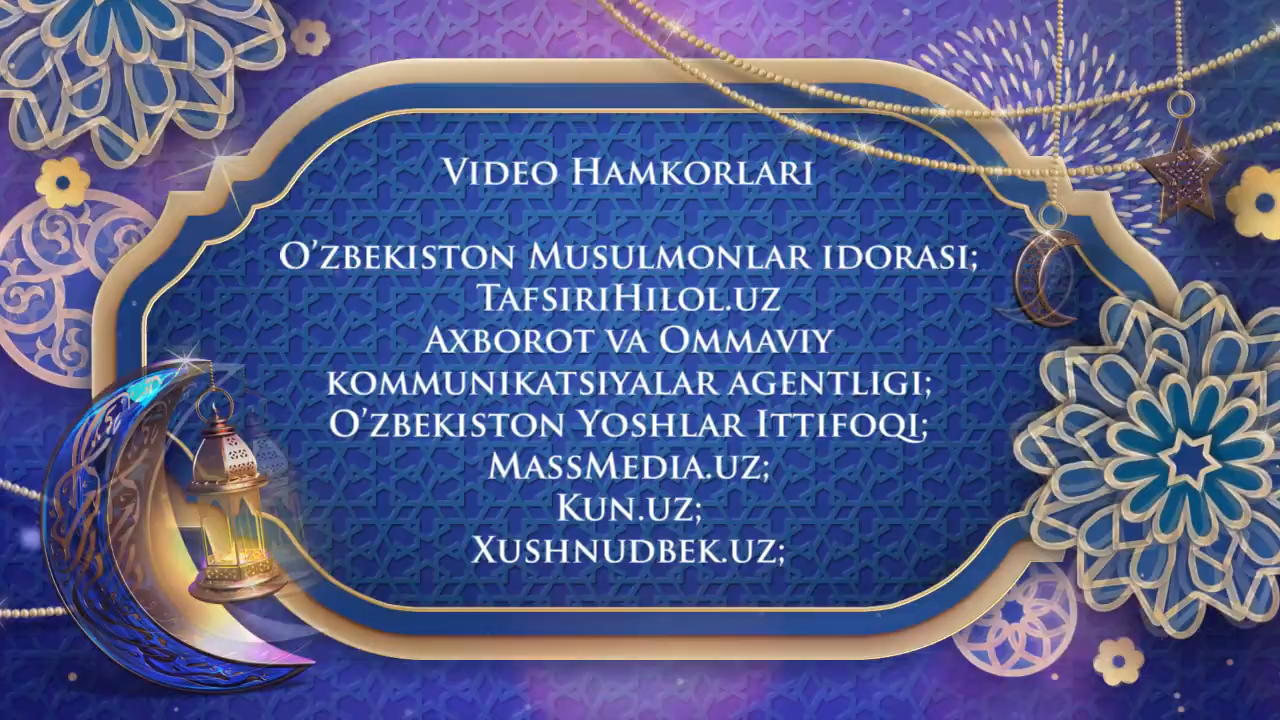 Video Hamkorlari
O’zbekiston Musulmonlar idorasi;
TafsiriHilol.uz
Axborot va Ommaviy
kommunikatsiyalar agentligi;
O’zbekiston Yoshlar Ittifoqi;
MassMedia.uz;
Kun.uz;
Xushnudbek.uz;